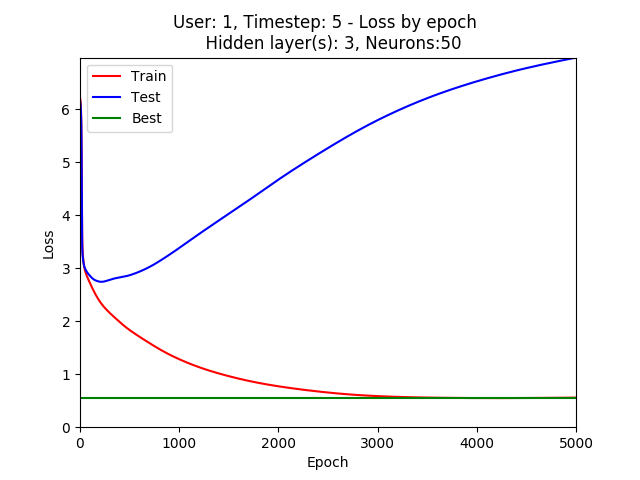 User: 1, Timestep: 5 - Loss by epoch
Hidden layer(s): 3, Neurons:50
Train
Test
Best
6
5
4
3
2
1
0
Loss
0 1000 2000 3000 4000 5000
Epoch